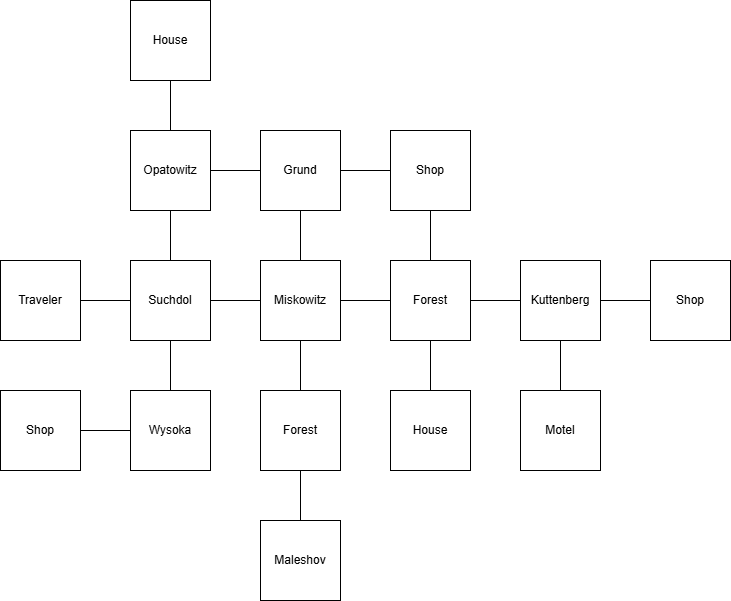 House
Opatowitz
Grund
Shop
Traveler
Suchdol
Miskowitz
Forest
Kuttenberg
Shop
Shop
Wysoka
Forest
House
Motel
Maleshov